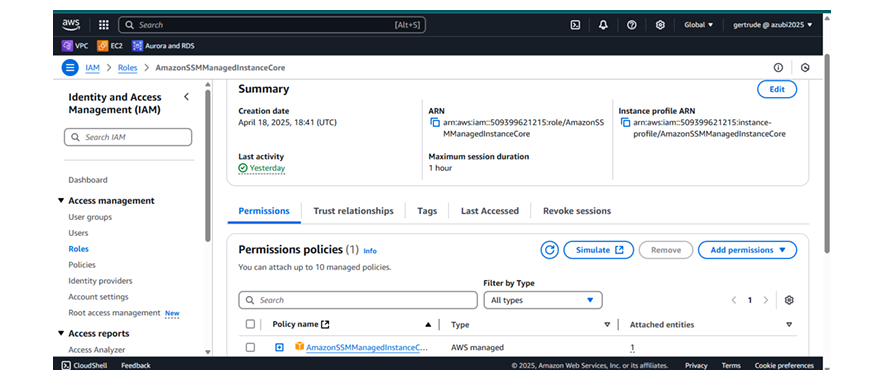 aws
Search [Alt+S] Global gertrude @ azubi2025
VPC EC2 Aurora and RDS
IAM > Roles > AmazonSSMManagedInstanceCore
Identity and Access
Management (IAM)
Search IAM
Dashboard
Access management
User groups
Users
Roles
Policies
Identity providers
Account settings
Root access management New
Access reports
Access Analyzer
Summary Edit
Creation date
April 18, 2025, 18:41 (UTC)
Last activity
Yesterday
ARN
arn:aws:iam::509399621215:role/AmazonSS
MManagedInstanceCore
Maximum session duration
1 hour
Instance profile ARN
arn:aws:iam::509399621215:instance-
profile/AmazonSSMManagedInstanceCore
Permissions Trust relationships Tags Last Accessed Revoke sessions
Permissions policies (1) Info
Simulate Remove Add permissions
You can attach up to 10 managed policies.
Filter by Type
Search All types 1
Policy name Type Attached entities
AmazonSSMManagedInstanceC... AWS managed 1
CloudShell Feedback © 2025, Amazon Web Services, Inc. or its affiliates. Privacy Terms Cookie preferences